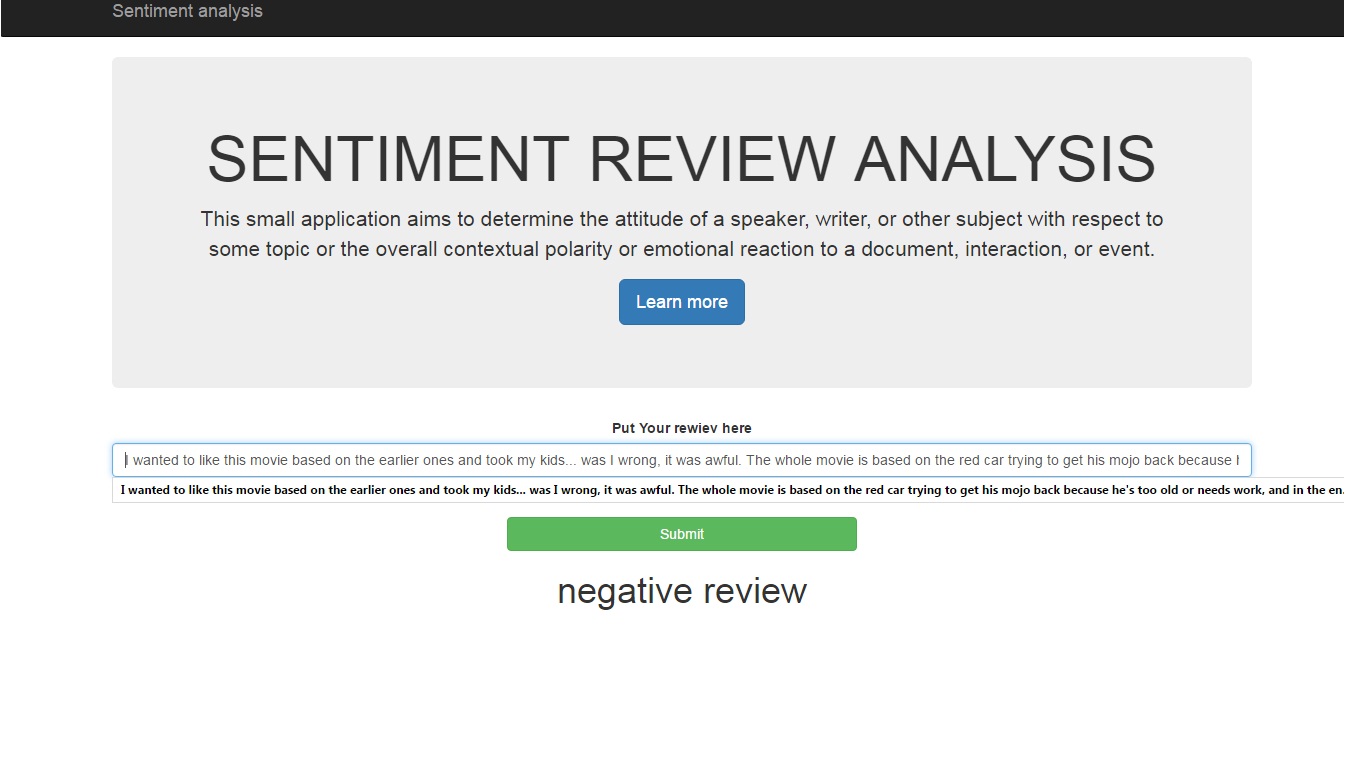 Sentiment analysis
SENTIMENT REVIEW ANALYSIS
This small application aims to determine the attitude of a speaker, writer, or other subject with respect to
some topic or the overall contextual polarity or emotional reaction to a document, interaction, or event.
Learn more
Put Your rewiev here
I wanted to like this movie based on the earlier ones and took my kids... was I wrong, it was awful. The whole movie is based on the red car trying to get his mojo back because
I wanted to like this movie based on the earlier ones and took my kids... was I wrong, it was awful. The whole movie is based on the red car trying to get his mojo back because he's too old or needs work, and in the en.
Submit
negative review